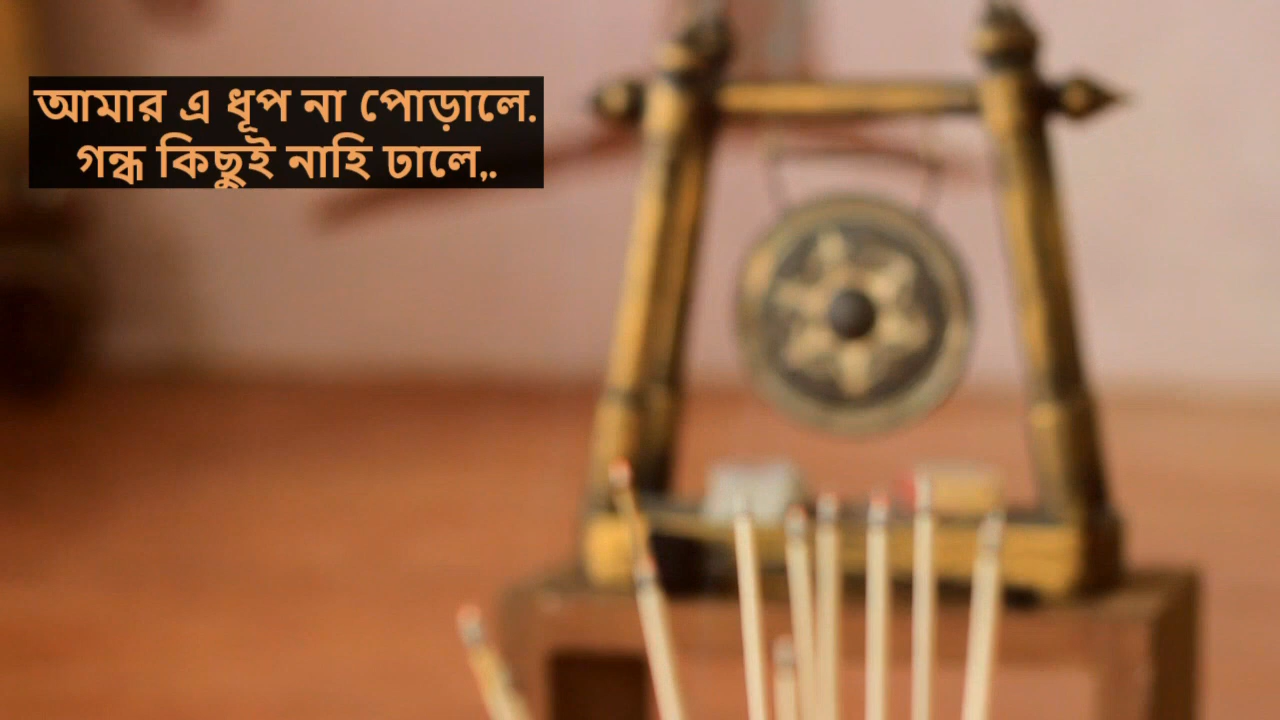 আমার এ ধূপ না পোড়ালে.
গন্ধ কিছুই নাহি ঢালে,.